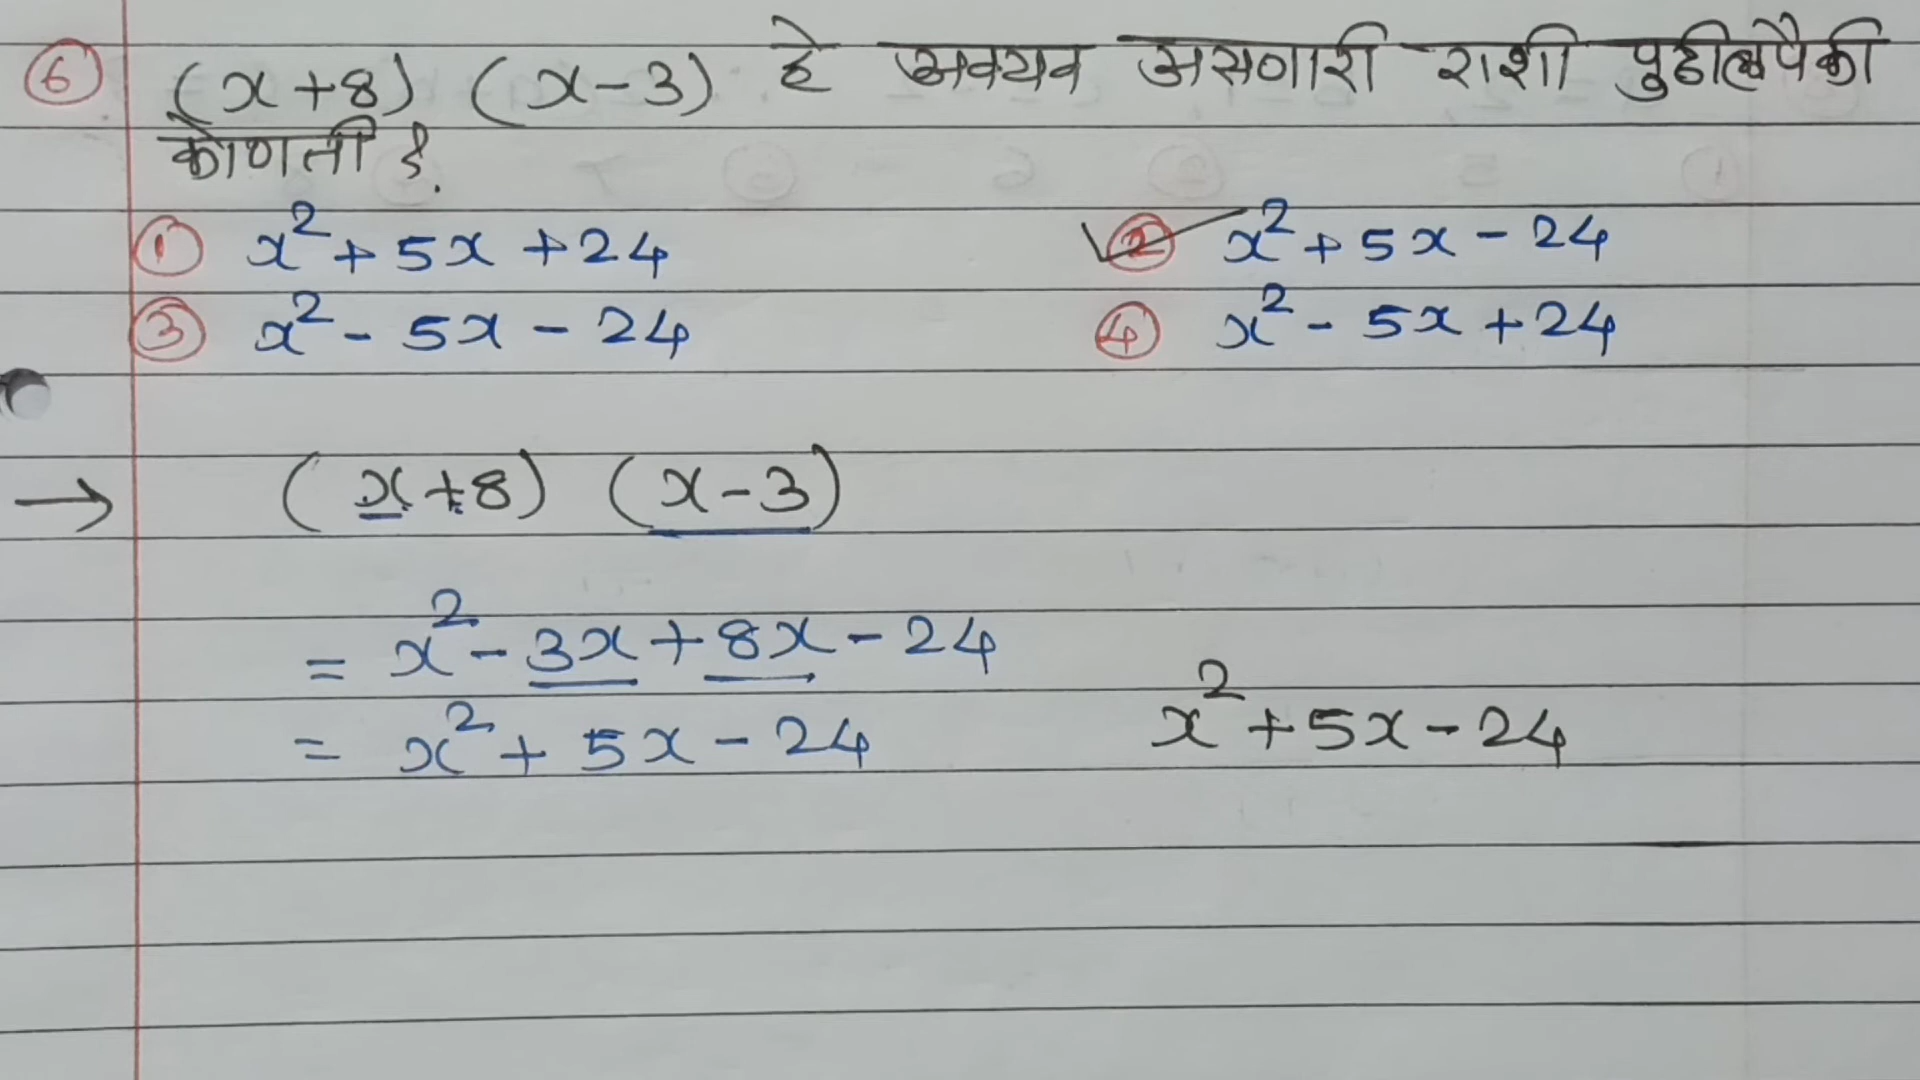 6 (x+8) (x-3) हे अवयव असणारी राशी पुढीलपैकी
कोणती ?.
1 x² + 5x + 24 2 x² + 5x - 24
3 x² - 5x - 24 4 x² - 5x + 24
→ (x+8) (x-3)
= x² - 3x + 8x - 24
= x² + 5x - 24 x² + 5x - 24